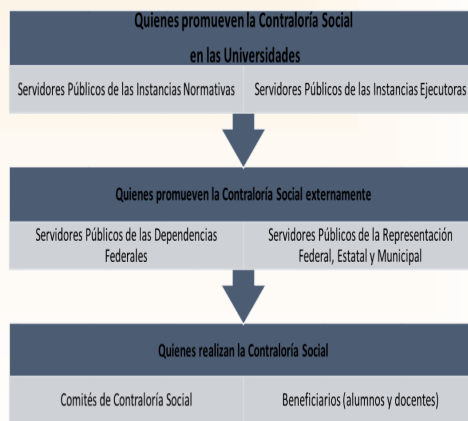 Quienes promueven la Contraloría Social
en las Universidades
Servidores Públicos de las Instancias Normativas
Servidores Públicos de las Instancias Ejecutoras
Quienes promueven la Contraloría Social externamente
Servidores Públicos de las Dependencias
Federales
Servidores Públicos de la Representación
Federal, Estatal y Municipal
Quienes realizan la Contraloría Social
Comités de Contraloría Social
Beneficiarios (alumnos y docentes)